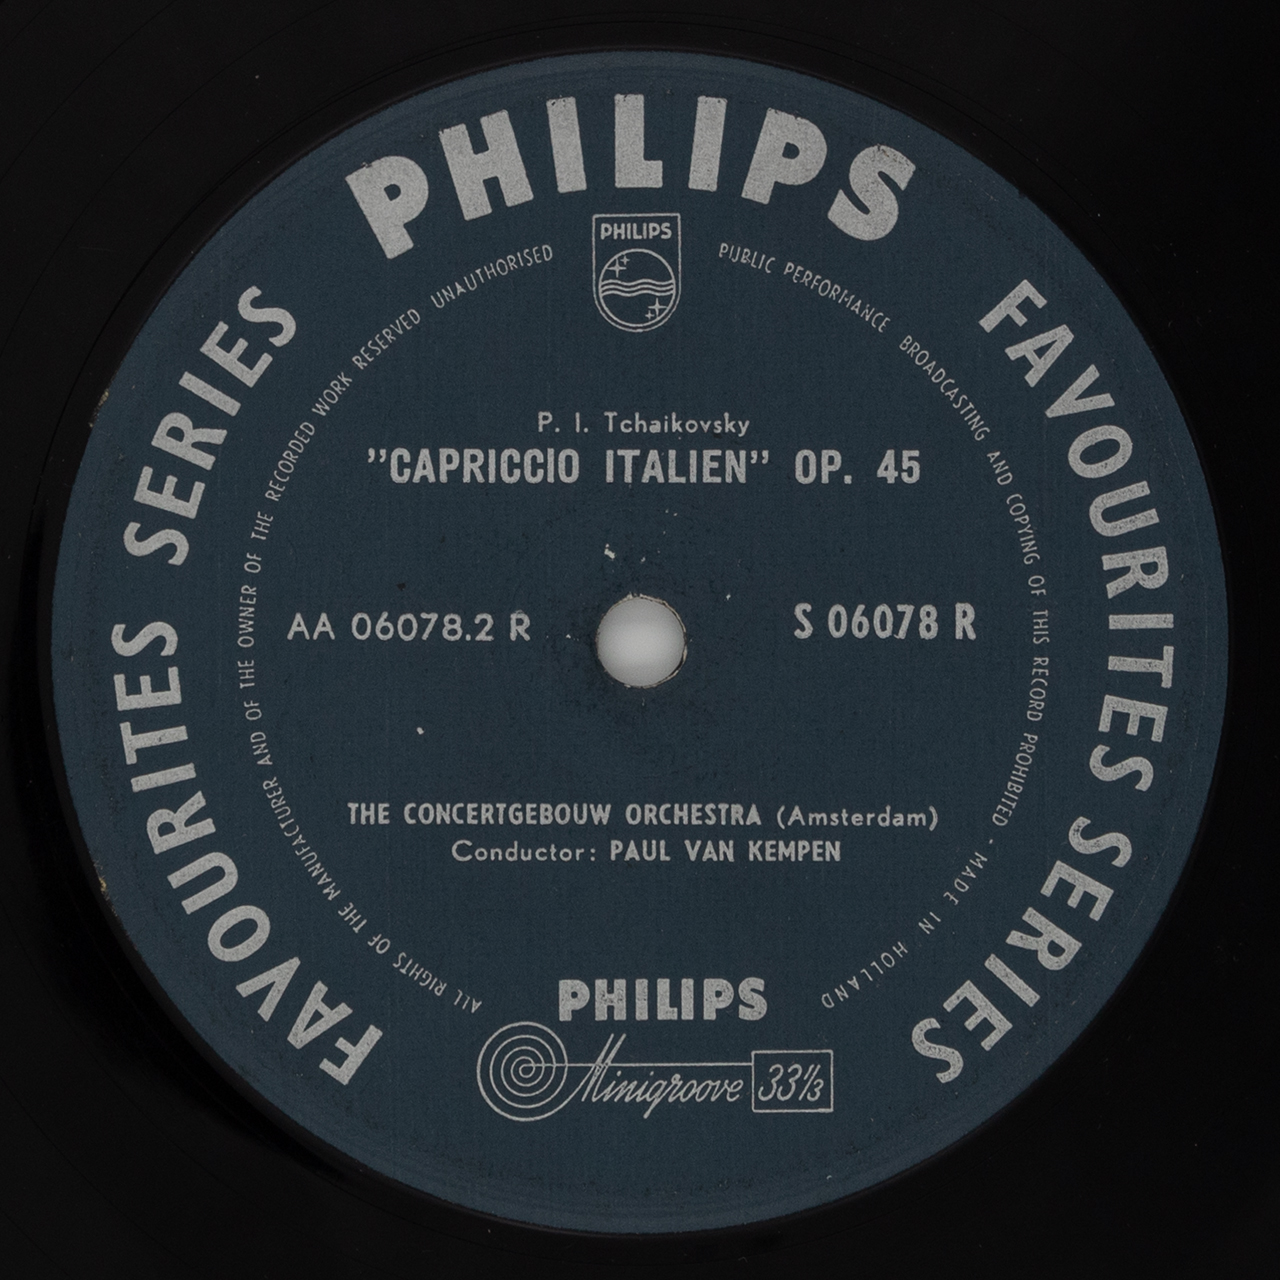 PHILIPS
FAVOURITES SERIES
FAVOURITES SERIES
PHILIPS
ALL RIGHTS OF THE MANUFACTURER AND OF THE OWNER OF THE RECORDED WORK RESERVED UNAUTHORISED PUBLIC PERFORMANCE BROADCASTING AND COPYING OF THIS RECORD PROHIBITED - MADE IN HOLLAND
P. I. Tchaikovsky
"CAPRICCIO ITALIEN" OP. 45
AA 06078.2 R
S 06078 R
THE CONCERTGEBOUW ORCHESTRA (Amsterdam)
Conductor: PAUL VAN KEMPEN
PHILIPS
Minigroove 33 1/3